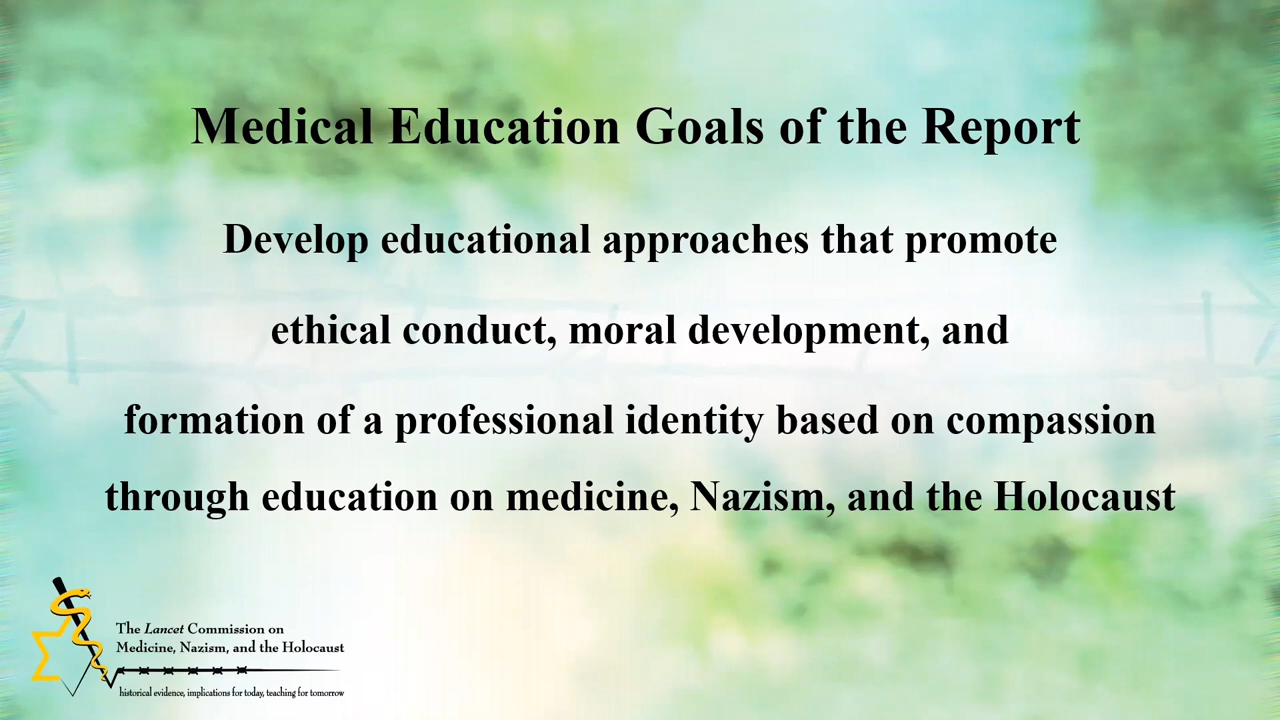 Medical Education Goals of the Report
Develop educational approaches that promote
ethical conduct, moral development, and
formation of a professional identity based on compassion
through education on medicine, Nazism, and the Holocaust
The Lancet Commission on
Medicine, Nazism, and the Holocaust
historical evidence, implications for today, teaching for tomorrow